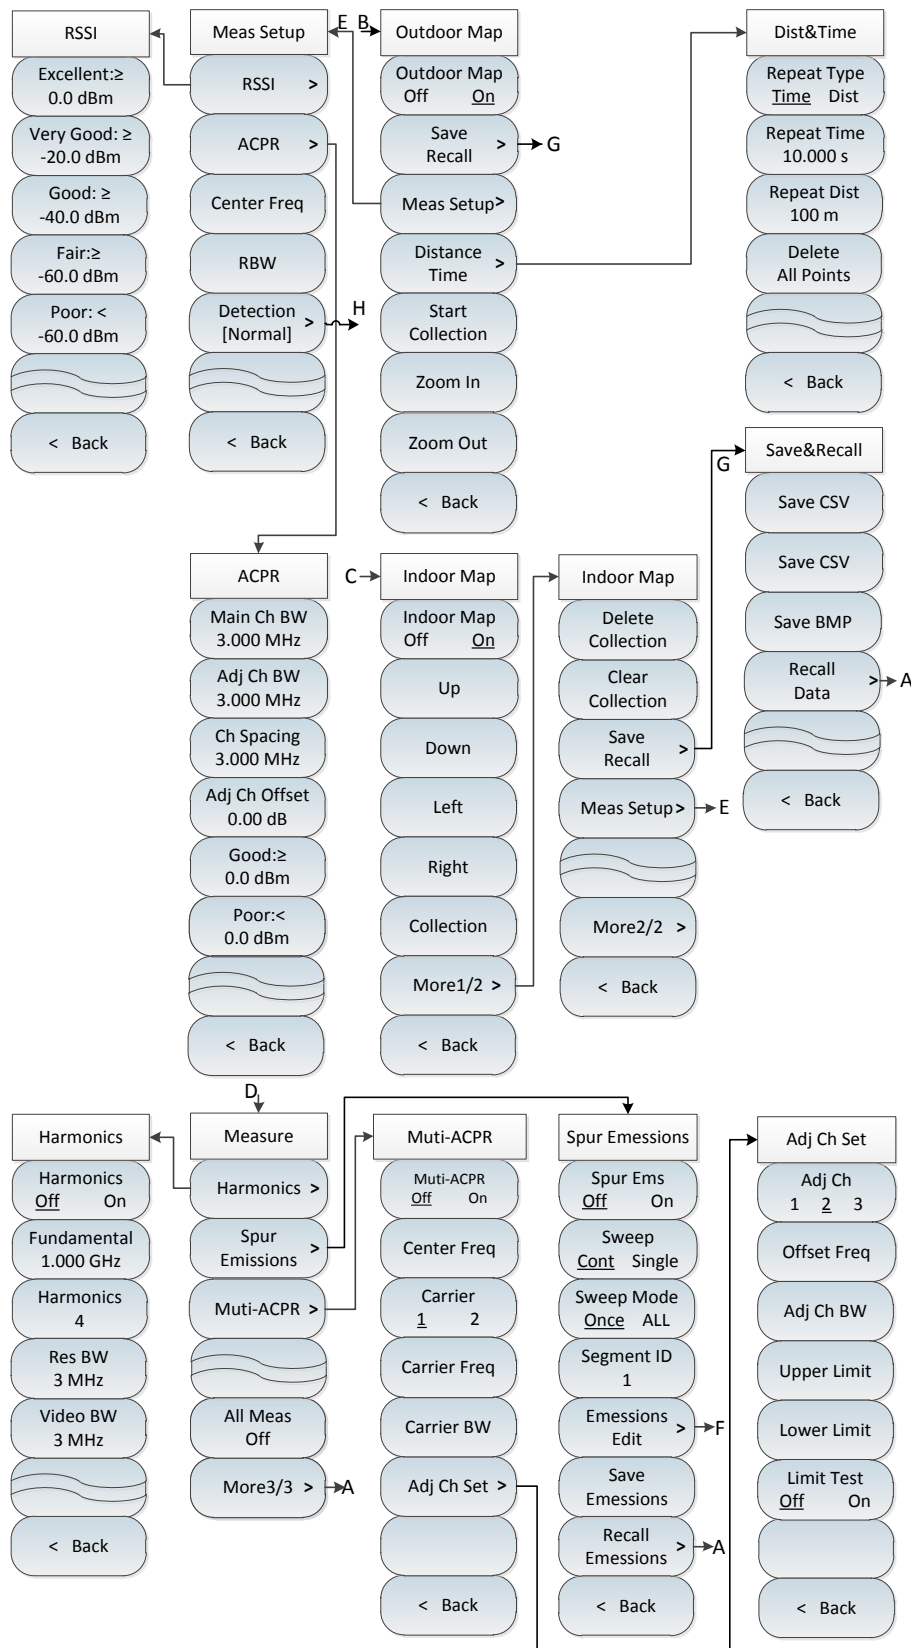 RSSI
Excellent:≥
0.0 dBm
Very Good: ≥
-20.0 dBm
Good: ≥
-40.0 dBm
Fair:≥
-60.0 dBm
Poor: <
-60.0 dBm
< Back
Meas Setup
RSSI >
ACPR >
Center Freq
RBW
Detection
[Normal] >
H
< Back
E
B
Outdoor Map
Outdoor Map
Off On
Save
Recall >
G
Meas Setup>
Distance
Time >
Start
Collection
Zoom In
Zoom Out
< Back
Dist&Time
Repeat Type
Time Dist
Repeat Time
10.000 s
Repeat Dist
100 m
Delete
All Points
< Back
G
Save&Recall
Save CSV
Save CSV
Save BMP
Recall
Data >
A
< Back
ACPR
Main Ch BW
3.000 MHz
Adj Ch BW
3.000 MHz
Ch Spacing
3.000 MHz
Adj Ch Offset
0.00 dB
Good:≥
0.0 dBm
Poor:<
0.0 dBm
< Back
C
Indoor Map
Indoor Map
Off On
Up
Down
Left
Right
Collection
More1/2 >
< Back
Indoor Map
Delete
Collection
Clear
Collection
Save
Recall >
Meas Setup>
E
More2/2 >
< Back
D
Harmonics
Harmonics
Off On
Fundamental
1.000 GHz
Harmonics
4
Res BW
3 MHz
Video BW
3 MHz
< Back
Measure
Harmonics >
Spur
Emissions >
Muti-ACPR >
All Meas
Off
More3/3 >
A
Muti-ACPR
Muti-ACPR
Off On
Center Freq
Carrier
1 2
Carrier Freq
Carrier BW
Adj Ch Set >
< Back
Spur Emessions
Spur Ems
Off On
Sweep
Cont Single
Sweep Mode
Once ALL
Segment ID
1
Emessions
Edit >
F
Save
Emessions
Recall
Emessions >
A
< Back
Adj Ch Set
Adj Ch
1 2 3
Offset Freq
Adj Ch BW
Upper Limit
Lower Limit
Limit Test
Off On
< Back